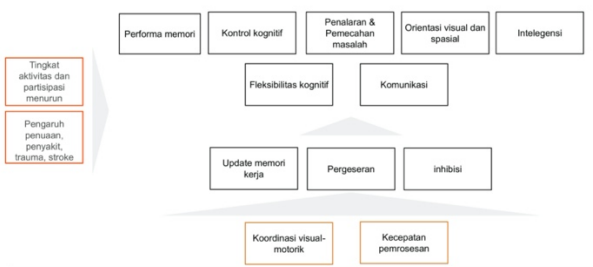 Performa memori
Kontrol kognitif
Penalaran &
Pemecahan
masalah
Orientasi visual dan
spasial
Intelegensi
Tingkat
aktivitas dan
partisipasi
menurun
Fleksibilitas kognitif
Komunikasi
Pengaruh
penuaan,
penyakit,
trauma, stroke
Update memori
kerja
Pergeseran
inhibisi
Koordinasi visual-
motorik
Kecepatan
pemrosesan